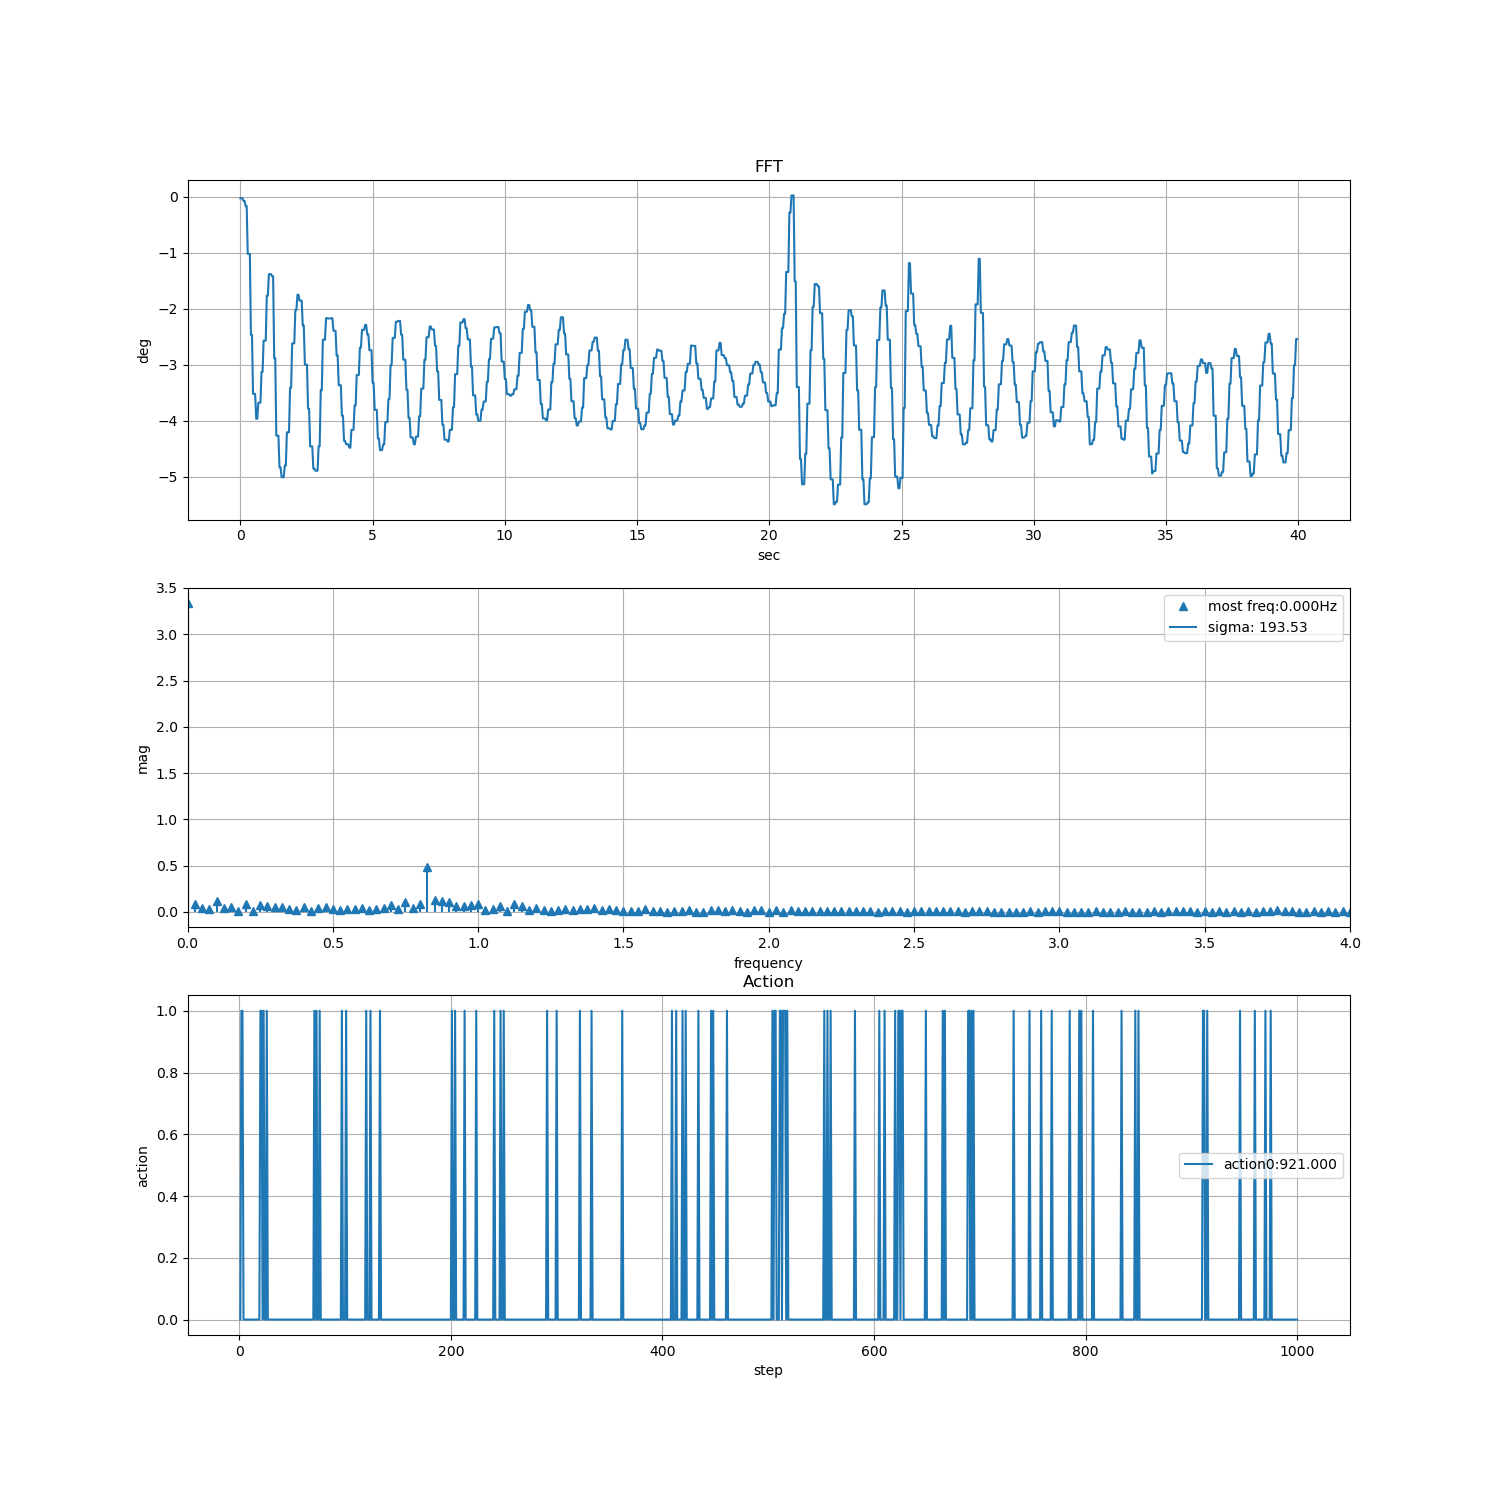 FFT
0
−1
−2
−3
−4
−5
deg
0 5 10 15 20 25 30 35 40
sec
3.5
3.0
2.5
2.0
1.5
1.0
0.5
0.0
mag
most freq:0.000Hz
sigma: 193.53
0.0 0.5 1.0 1.5 2.0 2.5 3.0 3.5 4.0
frequency
Action
1.0
0.8
0.6
0.4
0.2
0.0
action
action0:921.000
0 200 400 600 800 1000
step